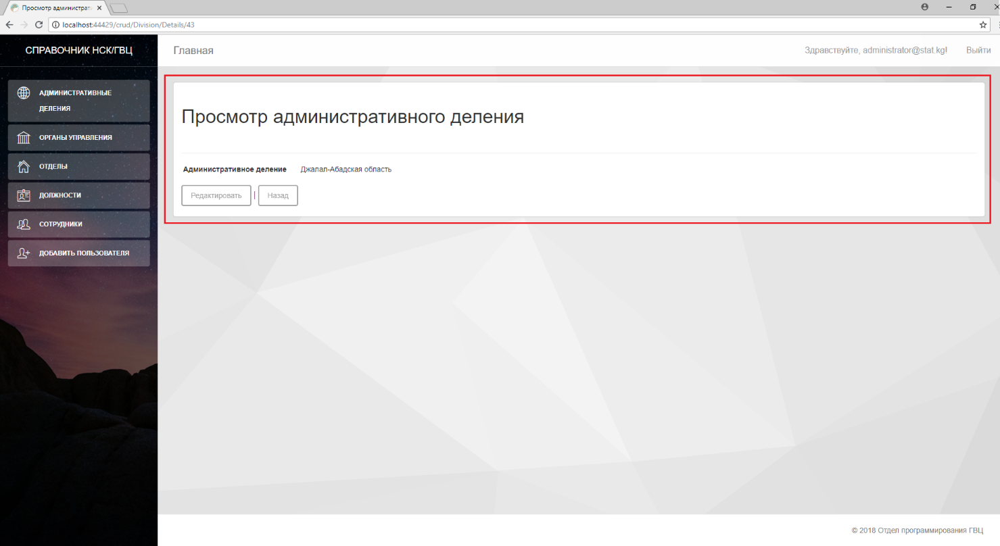 Просмотр администрат
localhost:44429/crud/Division/Details/43
СПРАВОЧНИК НСК/ГВЦ
Главная
Здравствуйте, administrator@stat.kg!
Выйти
АДМИНИСТРАТИВНЫЕ
ДЕЛЕНИЯ
ОРГАНЫ УПРАВЛЕНИЯ
ОТДЕЛЫ
ДОЛЖНОСТИ
СОТРУДНИКИ
ДОБАВИТЬ ПОЛЬЗОВАТЕЛЯ
Просмотр административного деления
Административное деление Джалал-Абадская область
Редактировать | Назад
© 2018 Отдел программирования ГВЦ